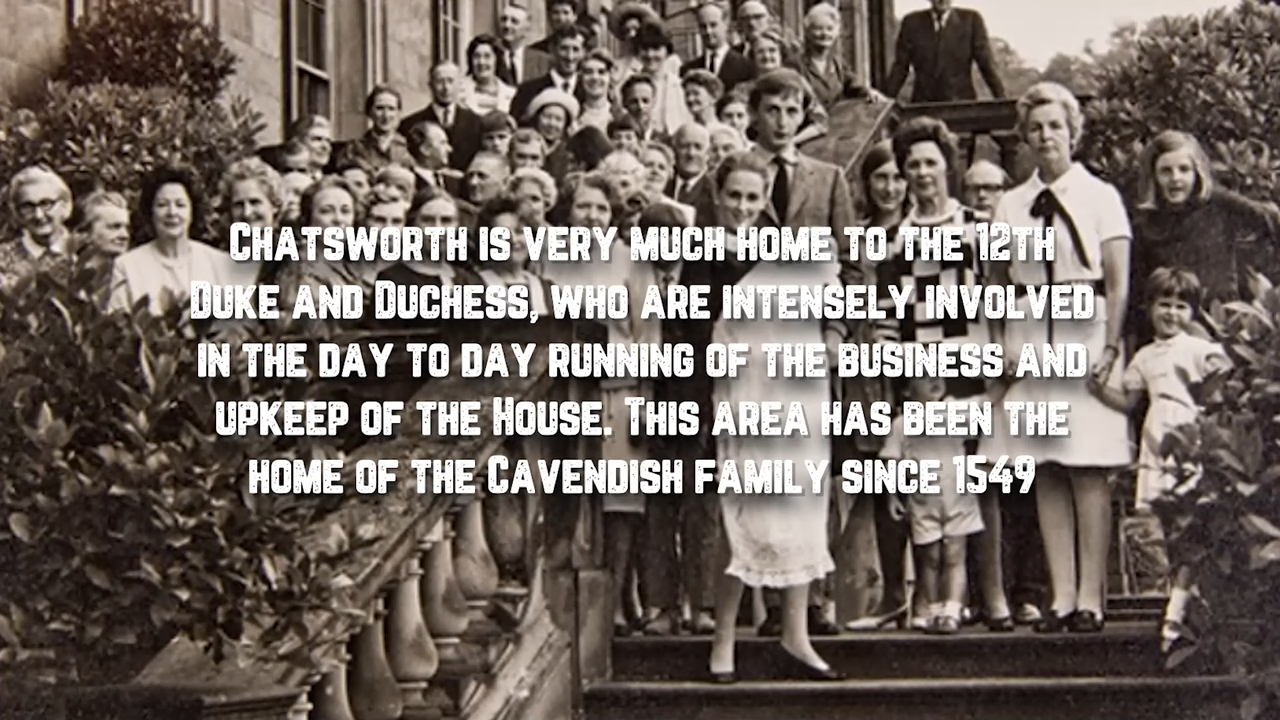 Chatsworth is very much home to the 12th
Duke and Duchess, who are intensely involved
in the day to day running of the business and
upkeep of the House. This area has been the
home of the Cavendish family since 1549